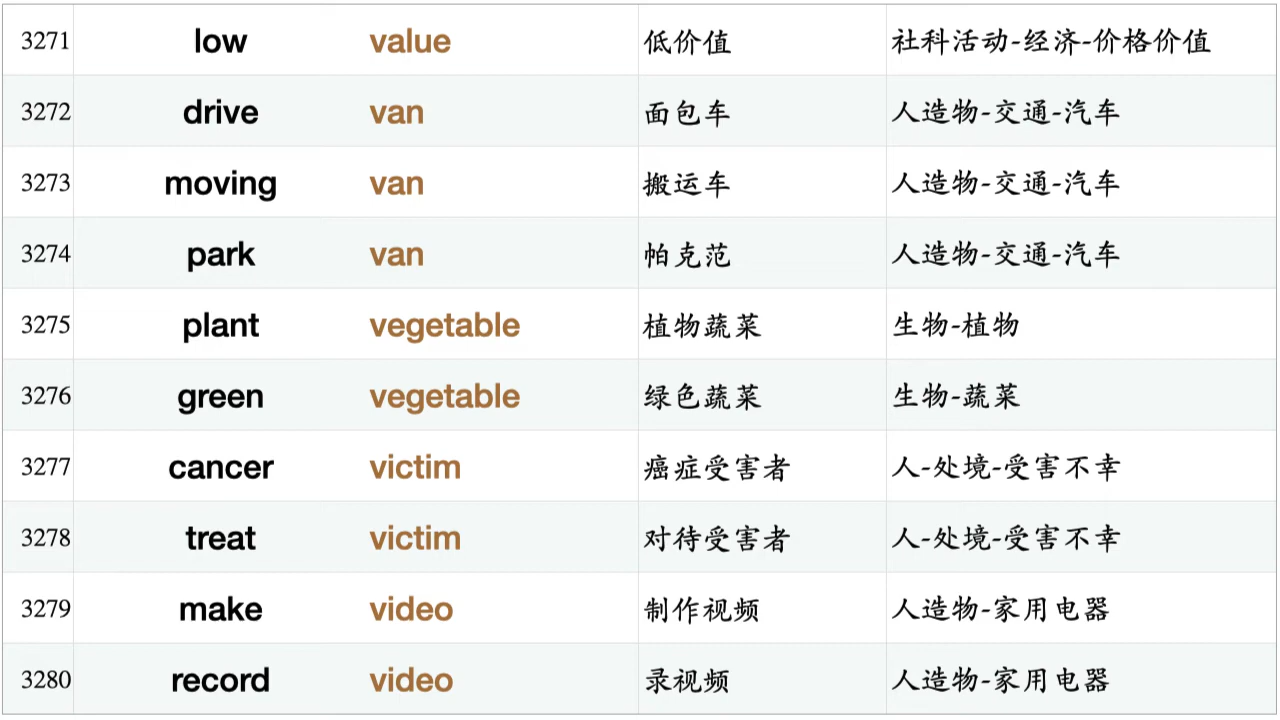 3271 low value 低价值 社科活动-经济-价格价值
3272 drive van 面包车 人造物-交通-汽车
3273 moving van 搬运车 人造物-交通-汽车
3274 park van 帕克范 人造物-交通-汽车
3275 plant vegetable 植物蔬菜 生物-植物
3276 green vegetable 绿色蔬菜 生物-蔬菜
3277 cancer victim 癌症受害者 人-处境-受害不幸
3278 treat victim 对待受害者 人-处境-受害不幸
3279 make video 制作视频 人造物-家用电器
3280 record video 录视频 人造物-家用电器